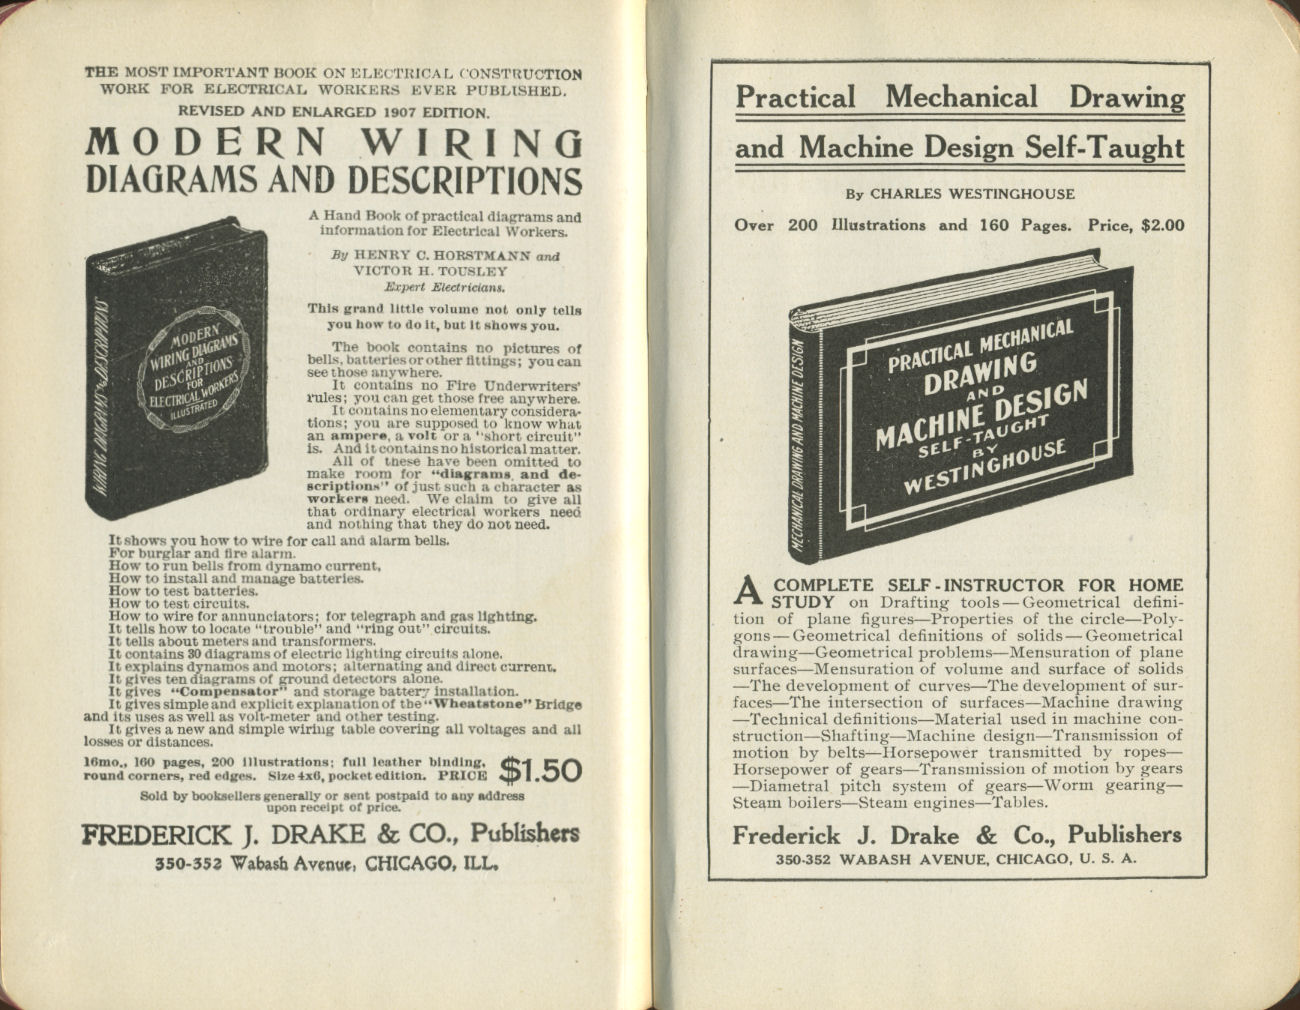 THE MOST IMPORTANT BOOK ON ELECTRICAL CONSTRUCTION
WORK FOR ELECTRICAL WORKERS EVER PUBLISHED.
REVISED AND ENLARGED 1907 EDITION.
MODERN WIRING
DIAGRAMS AND DESCRIPTIONS
A Hand Book of practical diagrams and
information for Electrical Workers.
By HENRY C. HORSTMANN and
VICTOR H. TOUSLEY
Expert Electricians.
This grand little volume not only tells
you how to do it, but it shows you.
The book contains no pictures of
bells, batteries or other fittings; you can
see those anywhere.
It contains no Fire Underwriters'
rules; you can get those free anywhere.
It contains no elementary considera-
tions; you are supposed to know what
an ampere, a volt or a "short circuit"
is. And it contains no historical matter.
All of these have been omitted to
make room for "diagrams and de-
scriptions" of just such a character as
workers need. We claim to give all
that ordinary electrical workers need
and nothing that they do not need.
WIRING DIAGRAMS & DESCRIPTIONS
MODERN
WIRING DIAGRAMS
AND
DESCRIPTIONS
FOR
ELECTRICAL WORKERS
ILLUSTRATED
It shows you how to wire for call and alarm bells.
For burglar and fire alarm.
How to run bells from dynamo current,
How to install and manage batteries.
How to test batteries.
How to test circuits.
How to wire for annunciators; for telegraph and gas lighting.
It tells how to locate "trouble" and "ring out" circuits.
It tells about meters and transformers.
It contains 30 diagrams of electric lighting circuits alone.
It explains dynamos and motors; alternating and direct current.
It gives ten diagrams of ground detectors alone.
It gives "Compensator" and storage battery installation.
It gives simple and explicit explanation of the "Wheatstone" Bridge
and its uses as well as volt-meter and other testing.
It gives a new and simple wiring table covering all voltages and all
losses or distances.
16mo., 160 pages, 200 illustrations; full leather binding,
round corners, red edges. Size 4x6, pocket edition. PRICE $1.50
Sold by booksellers generally or sent postpaid to any address
upon receipt of price.
FREDERICK J. DRAKE & CO., Publishers
350-352 Wabash Avenue, CHICAGO, ILL.
Practical Mechanical Drawing
and Machine Design Self-Taught
By CHARLES WESTINGHOUSE
Over 200 Illustrations and 160 Pages. Price, $2.00
MECHANICAL DRAWING AND MACHINE DESIGN
PRACTICAL MECHANICAL
DRAWING
AND
MACHINE DESIGN
SELF-TAUGHT
BY
WESTINGHOUSE
A COMPLETE SELF-INSTRUCTOR FOR HOME
STUDY on Drafting tools—Geometrical defini-
tion of plane figures—Properties of the circle—Poly-
gons—Geometrical definitions of solids—Geometrical
drawing—Geometrical problems—Mensuration of plane
surfaces—Mensuration of volume and surface of solids
—The development of curves—The development of sur-
faces—The intersection of surfaces—Machine drawing
—Technical definitions—Material used in machine con-
struction—Shafting—Machine design—Transmission of
motion by belts—Horsepower transmitted by ropes—
Horsepower of gears—Transmission of motion by gears
—Diametral pitch system of gears—Worm gearing—
Steam boilers—Steam engines—Tables.
Frederick J. Drake & Co., Publishers
350-352 WABASH AVENUE, CHICAGO, U. S. A.